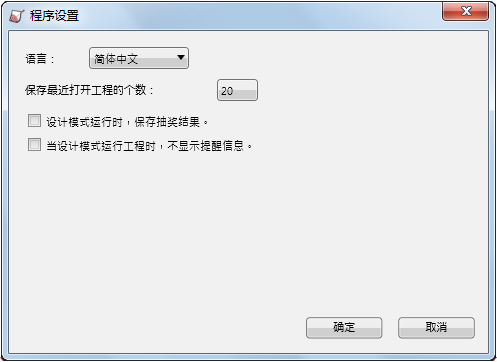 程序设置
语言：
简体中文
保存最近打开工程的个数：
20
设计模式运行时，保存抽奖结果。
当设计模式运行工程时，不显示提醒信息。
确定
取消